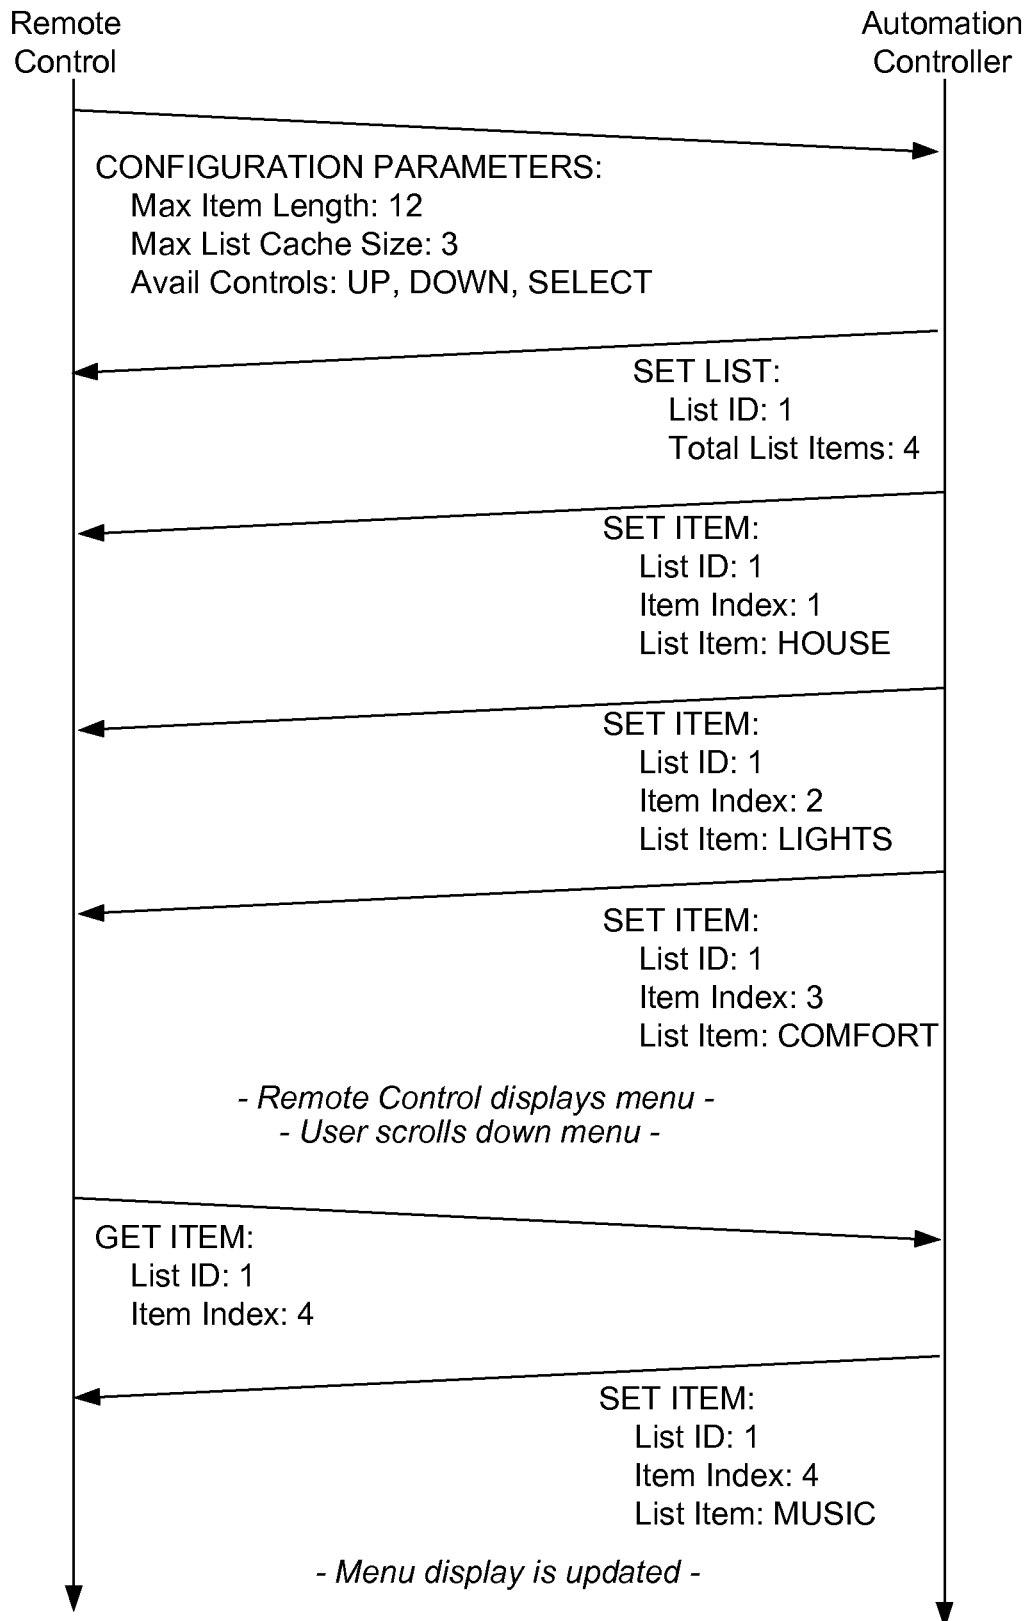 Remote
Control
Automation
Controller
CONFIGURATION PARAMETERS:
Max Item Length: 12
Max List Cache Size: 3
Avail Controls: UP, DOWN, SELECT
SET LIST:
List ID: 1
Total List Items: 4
SET ITEM:
List ID: 1
Item Index: 1
List Item: HOUSE
SET ITEM:
List ID: 1
Item Index: 2
List Item: LIGHTS
SET ITEM:
List ID: 1
Item Index: 3
List Item: COMFORT
- Remote Control displays menu -
- User scrolls down menu -
GET ITEM:
List ID: 1
Item Index: 4
SET ITEM:
List ID: 1
Item Index: 4
List Item: MUSIC
- Menu display is updated -